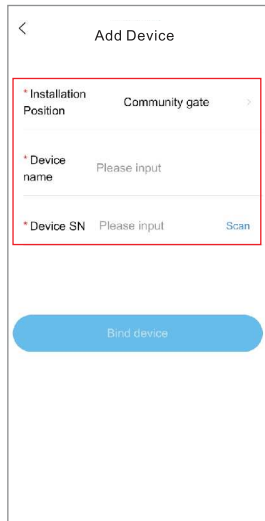 Add Device
* Installation Position Community gate
* Device name Please input
* Device SN Please input Scan
Bind device